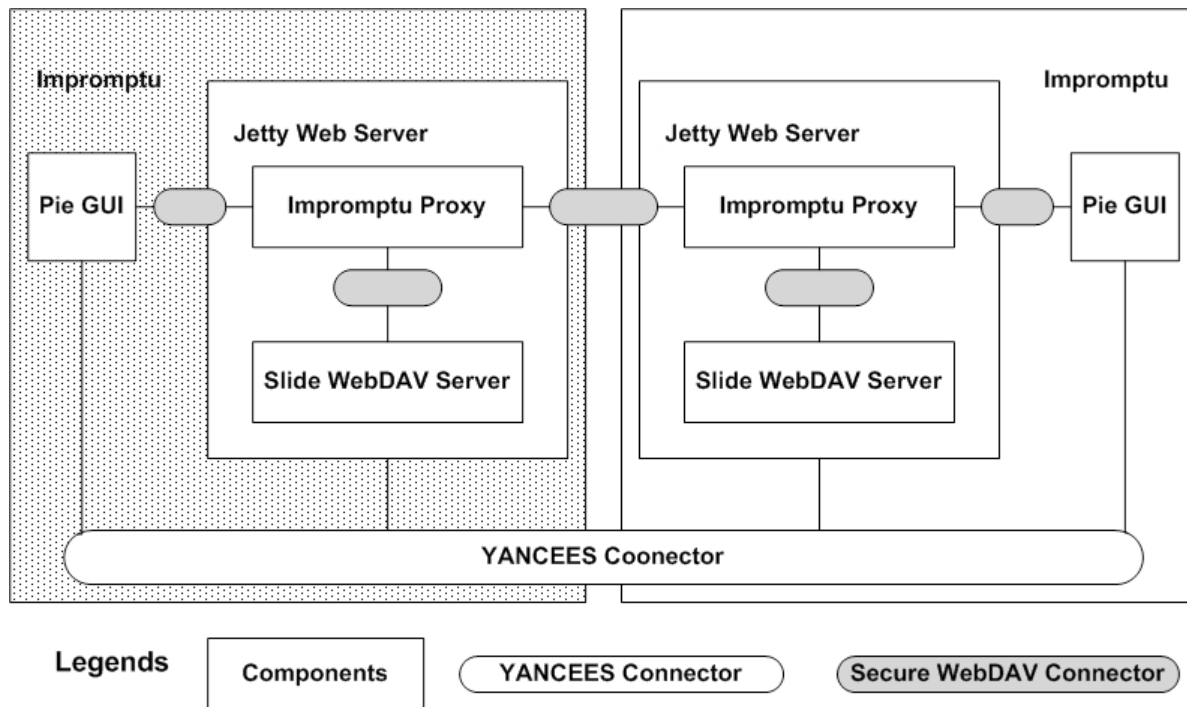 Impromptu
Impromptu
Jetty Web Server
Jetty Web Server
Pie GUI
Impromptu Proxy
Impromptu Proxy
Pie GUI
Slide WebDAV Server
Slide WebDAV Server
YANCEES Coonector
Legends
Components
YANCEES Connector
Secure WebDAV Connector